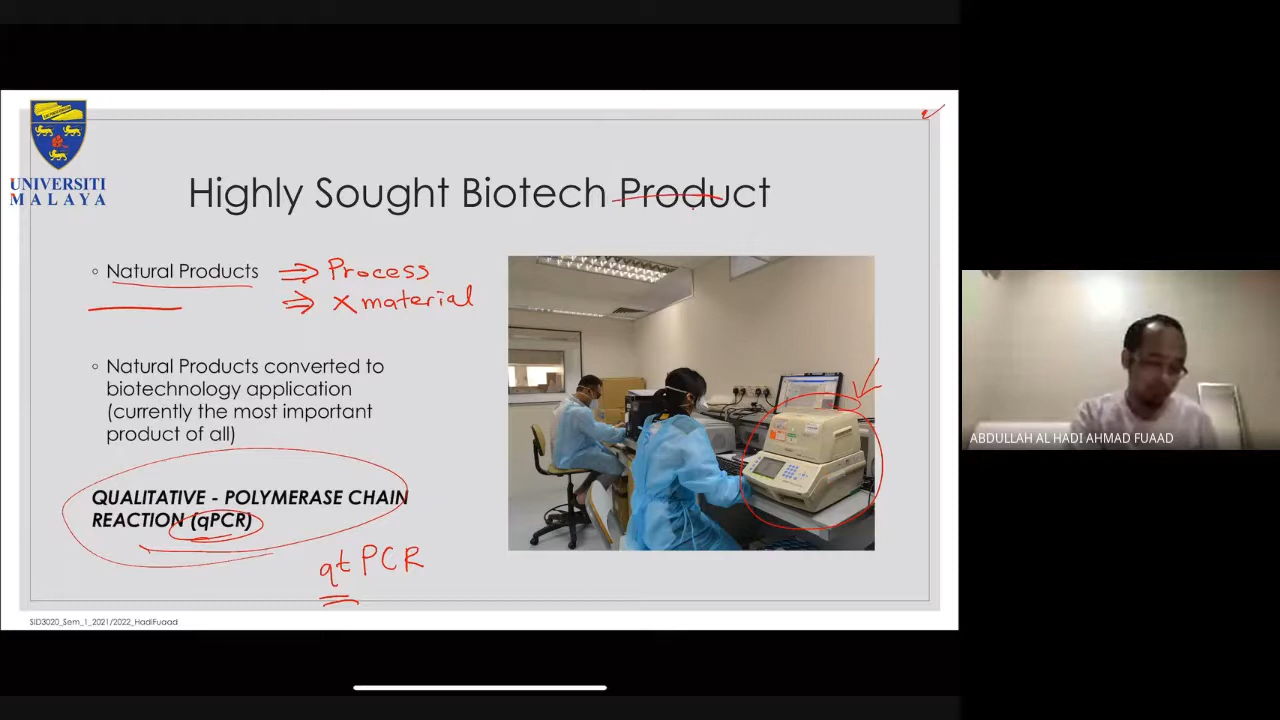 UNIVERSITI
MALAYA
Highly Sought Biotech Product
Natural Products ⇒ Process
⇒ x material
Natural Products converted to
biotechnology application
(currently the most important
product of all)
QUALITATIVE - POLYMERASE CHAIN
REACTION (qPCR)
qt PCR
SID3020_Sem_1_2021/2022_HadiFuaad
ABDULLAH AL HADI AHMAD FUAAD